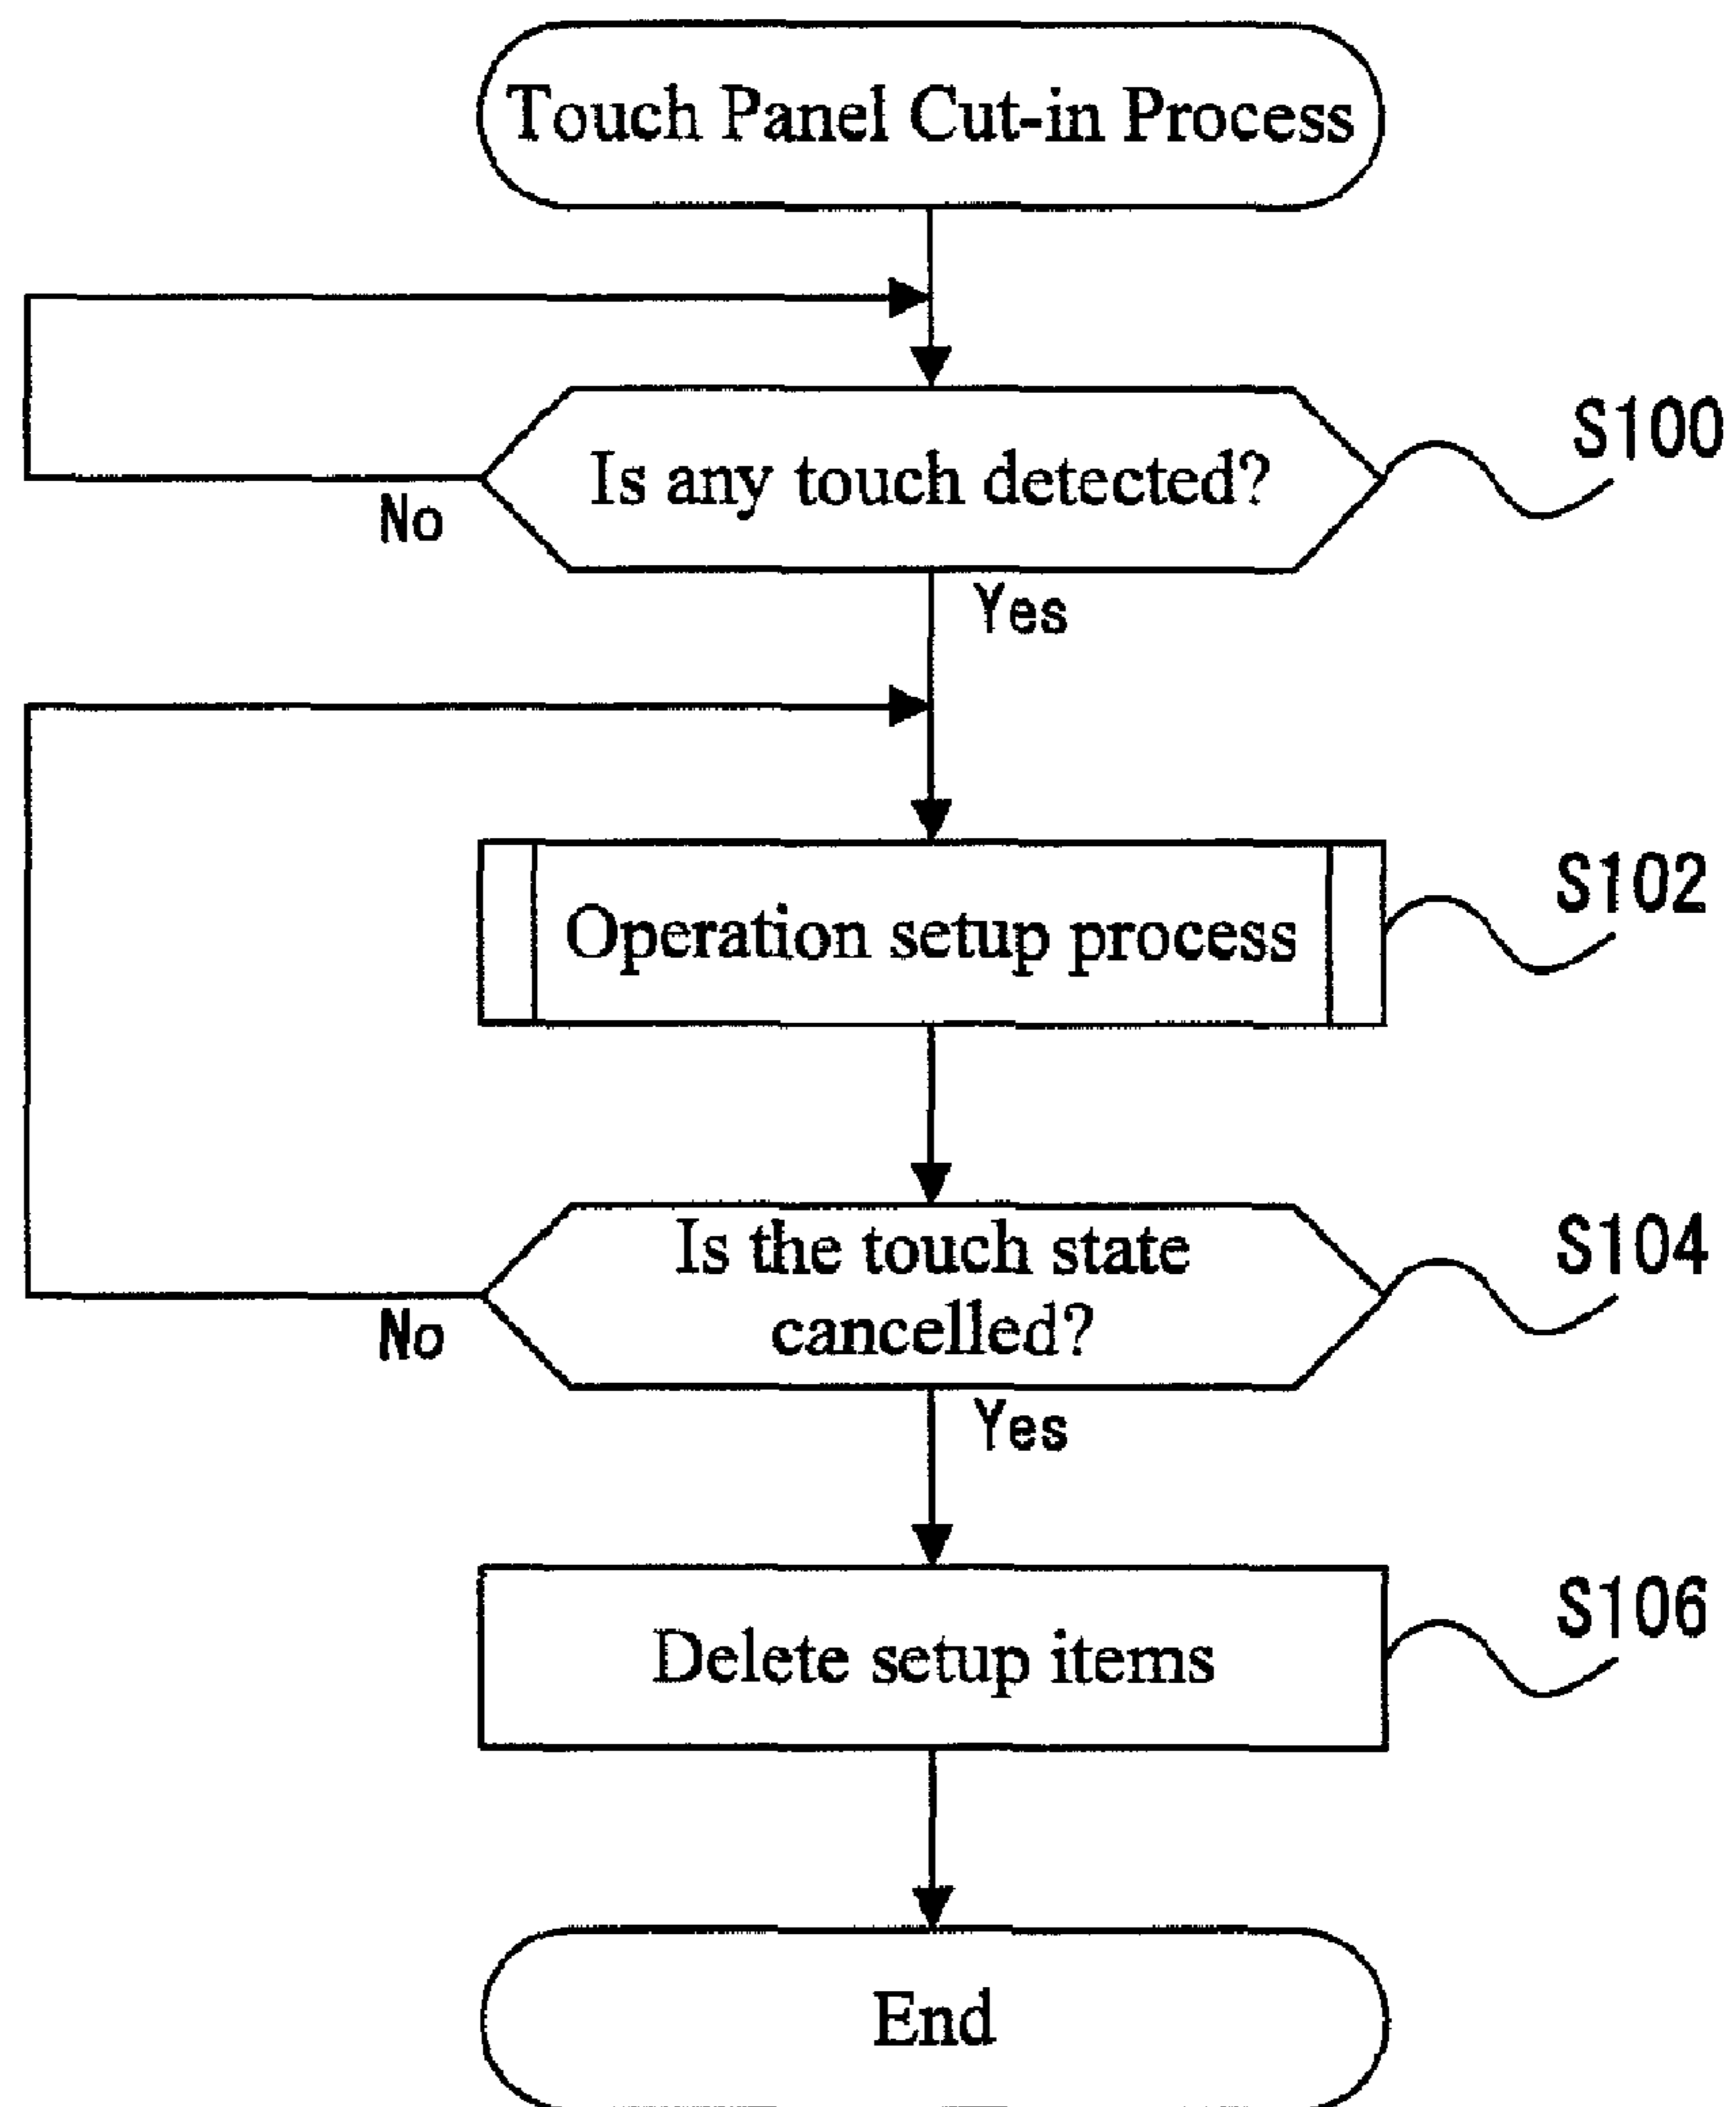 Touch Panel Cut-in Process
S100
Is any touch detected?
No
Yes
S102
Operation setup process
S104
Is the touch state
cancelled?
No
Yes
S106
Delete setup items
End